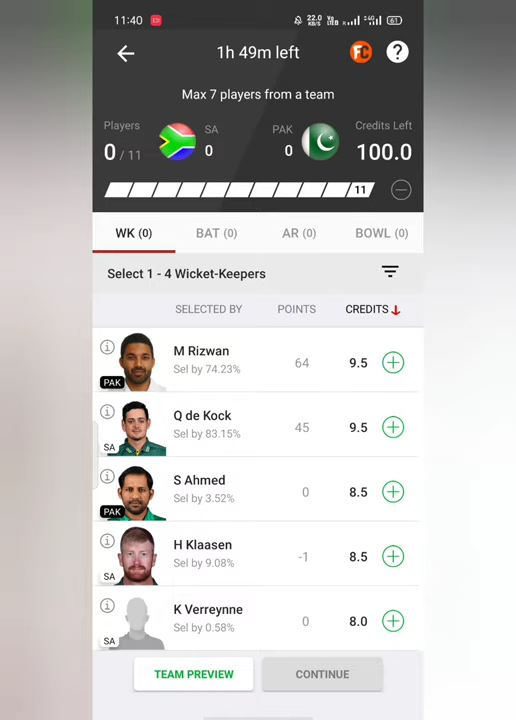 11:40
22.0 KB/S
61
1h 49m left
FC
?
Max 7 players from a team
Players
0 / 11
SA
0
PAK
0
Credits Left
100.0
11
WK (0)
BAT (0)
AR (0)
BOWL (0)
Select 1 - 4 Wicket-Keepers
SELECTED BY
POINTS
CREDITS
M Rizwan
Sel by 74.23%
64
9.5
PAK
Q de Kock
Sel by 83.15%
45
9.5
SA
S Ahmed
Sel by 3.52%
0
8.5
PAK
H Klaasen
Sel by 9.08%
-1
8.5
SA
K Verreynne
Sel by 0.58%
0
8.0
SA
TEAM PREVIEW
CONTINUE